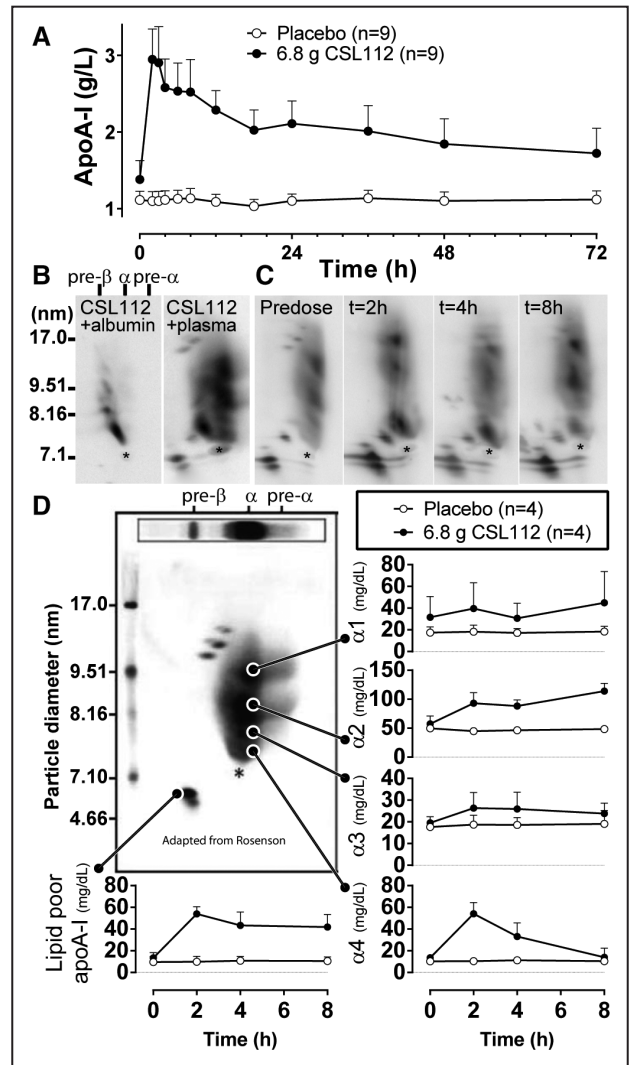 A
ApoA-I (g/L)
Placebo (n=9)
6.8 g CSL112 (n=9)
3
2
1
0 24 48 72
Time (h)
B
pre-β α pre-α
C
(nm)
CSL112 +albumin
CSL112 +plasma
Predose
t=2h
t=4h
t=8h
17.0
9.51
8.16
7.1
* * * * * *
D
pre-β α pre-α
Placebo (n=4)
6.8 g CSL112 (n=4)
Particle diameter (nm)
17.0
9.51
8.16
7.10
4.66
*
Adapted from Rosenson
α1 (mg/dL)
80
60
40
20
0
α2 (mg/dL)
150
100
50
0
α3 (mg/dL)
40
30
20
10
0
Lipid poor
apoA-I (mg/dL)
80
60
40
20
0
0 2 4 6 8
Time (h)
α4 (mg/dL)
80
60
40
20
0
0 2 4 6 8
Time (h)